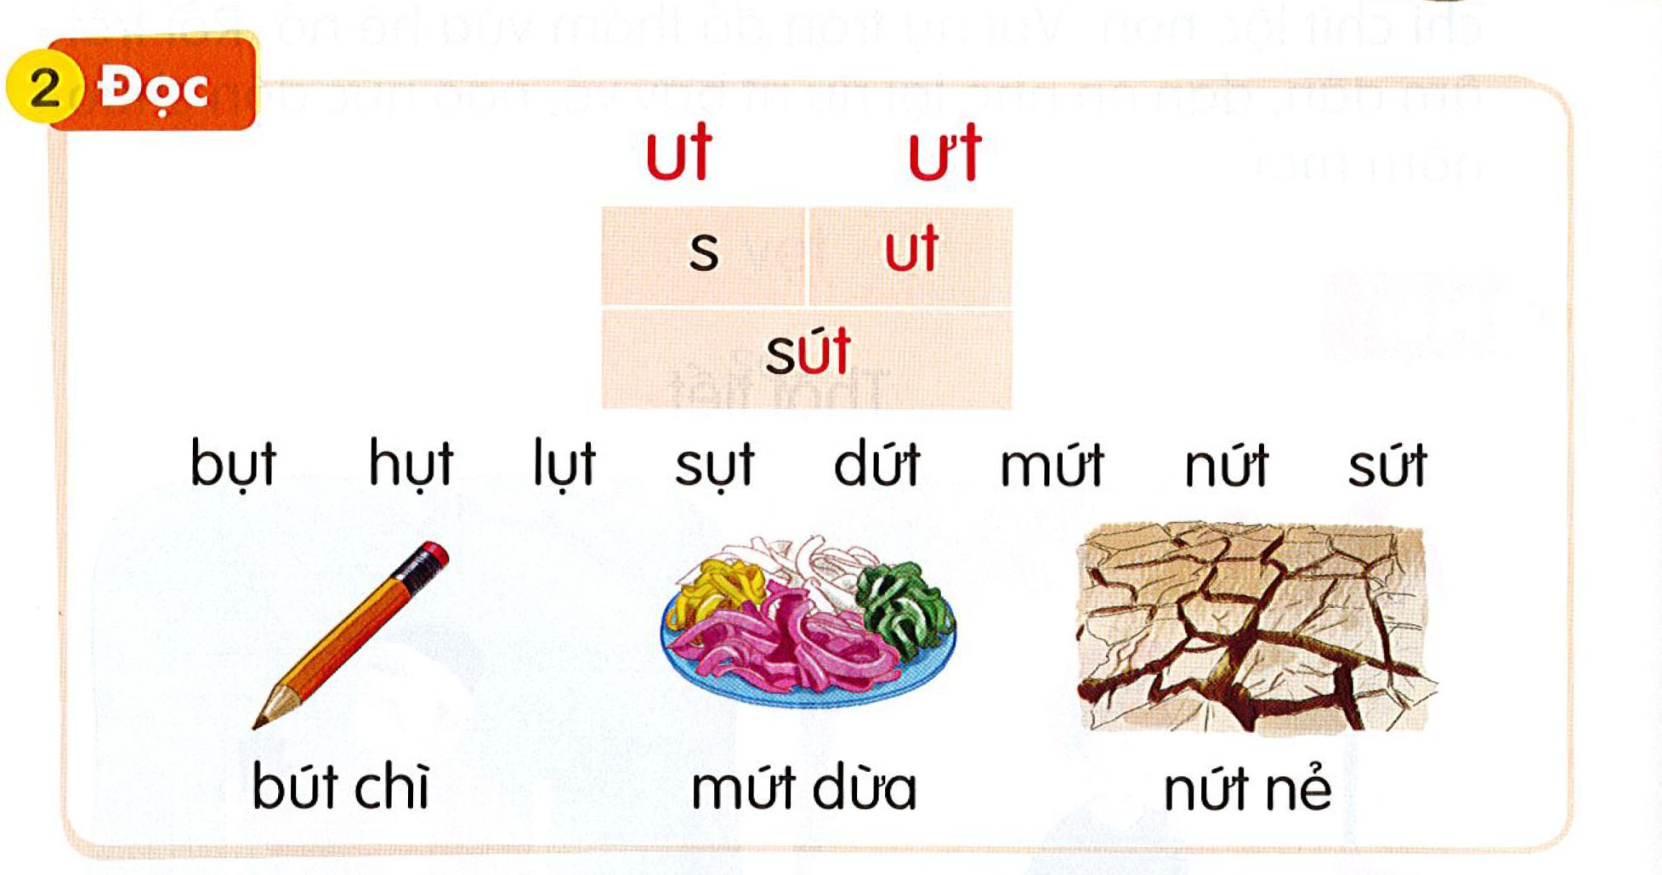 2 Đọc
ut ưt
s ut
sút
bụt hụt lụt sụt dứt mứt nứt sứt
bút chì mứt dừa nứt nẻ